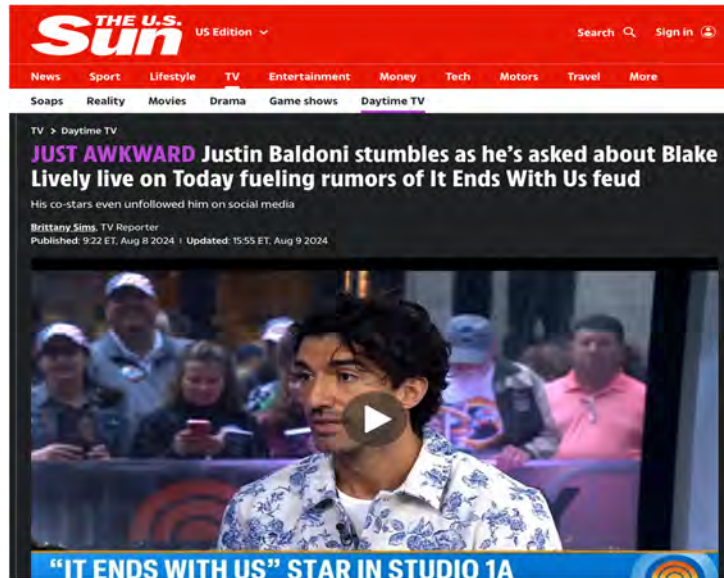 THE U.S.
Sun
US Edition
Search
Sign in
News Sport Lifestyle TV Entertainment Money Tech Motors Travel More
Soaps Reality Movies Drama Game shows Daytime TV
TV > Daytime TV
JUST AWKWARD Justin Baldoni stumbles as he's asked about Blake
Lively live on Today fueling rumors of It Ends With Us feud
His co-stars even unfollowed him on social media
Brittany Sims, TV Reporter
Published: 9:22 ET, Aug 8 2024 | Updated: 15:55 ET, Aug 9 2024
"IT ENDS WITH US" STAR IN STUDIO 1A